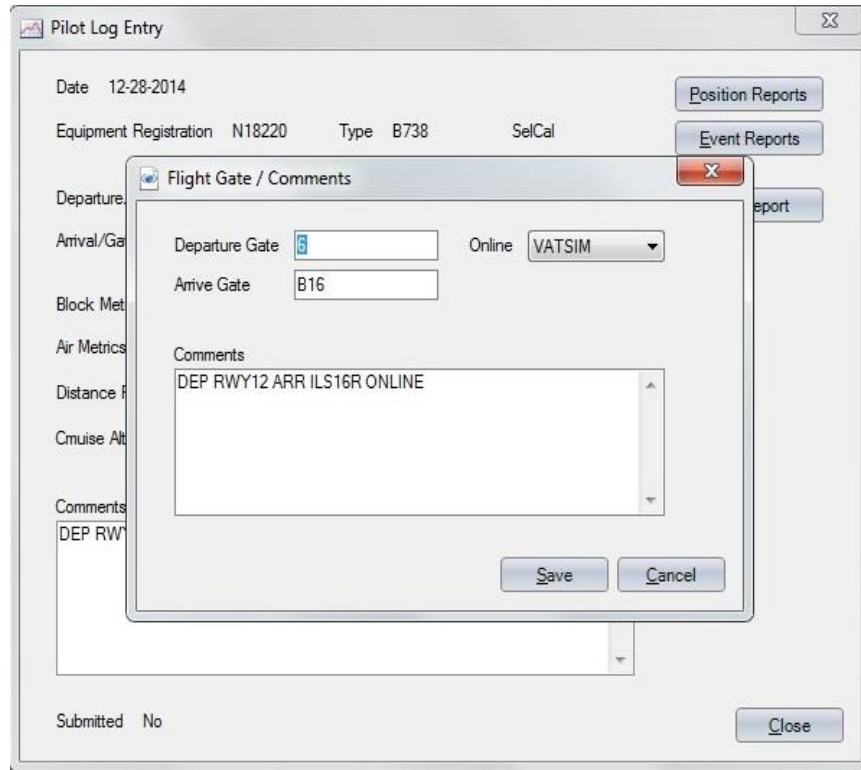 Pilot Log Entry
Date 12-28-2014
Position Reports
Equipment Registration N18220 Type B738 SelCal
Event Reports
Flight Gate / Comments
Departure
eport
Arrival/Ga
Departure Gate 6 Online VATSIM
Arrive Gate B16
Block Met
Air Metrics
Comments
DEP RWY12 ARR ILS16R ONLINE
Distance
Cmuise Alt
Comments
DEP RWY
Save Cancel
Submitted No
Close